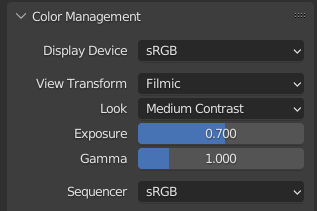 Color Management
Display Device sRGB
View Transform Filmic
Look Medium Contrast
Exposure 0.700
Gamma 1.000
Sequencer sRGB